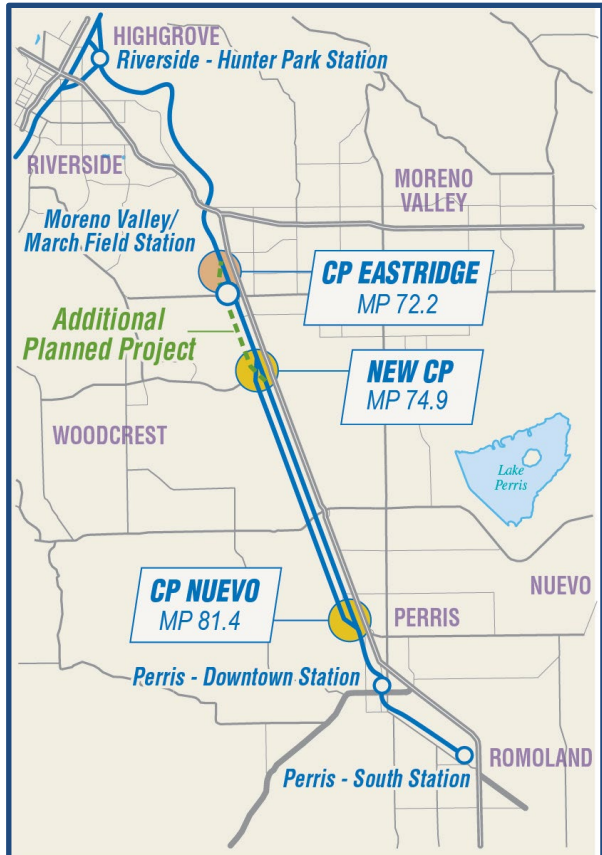 HIGHGROVE
Riverside - Hunter Park Station
RIVERSIDE
MORENO
VALLEY
Moreno Valley/
March Field Station
CP EASTRIDGE
MP 72.2
Additional
Planned Project
NEW CP
MP 74.9
WOODCREST
Lake
Perris
CP NUEVO
MP 81.4
NUEVO
PERRIS
Perris - Downtown Station
ROMOLAND
Perris - South Station